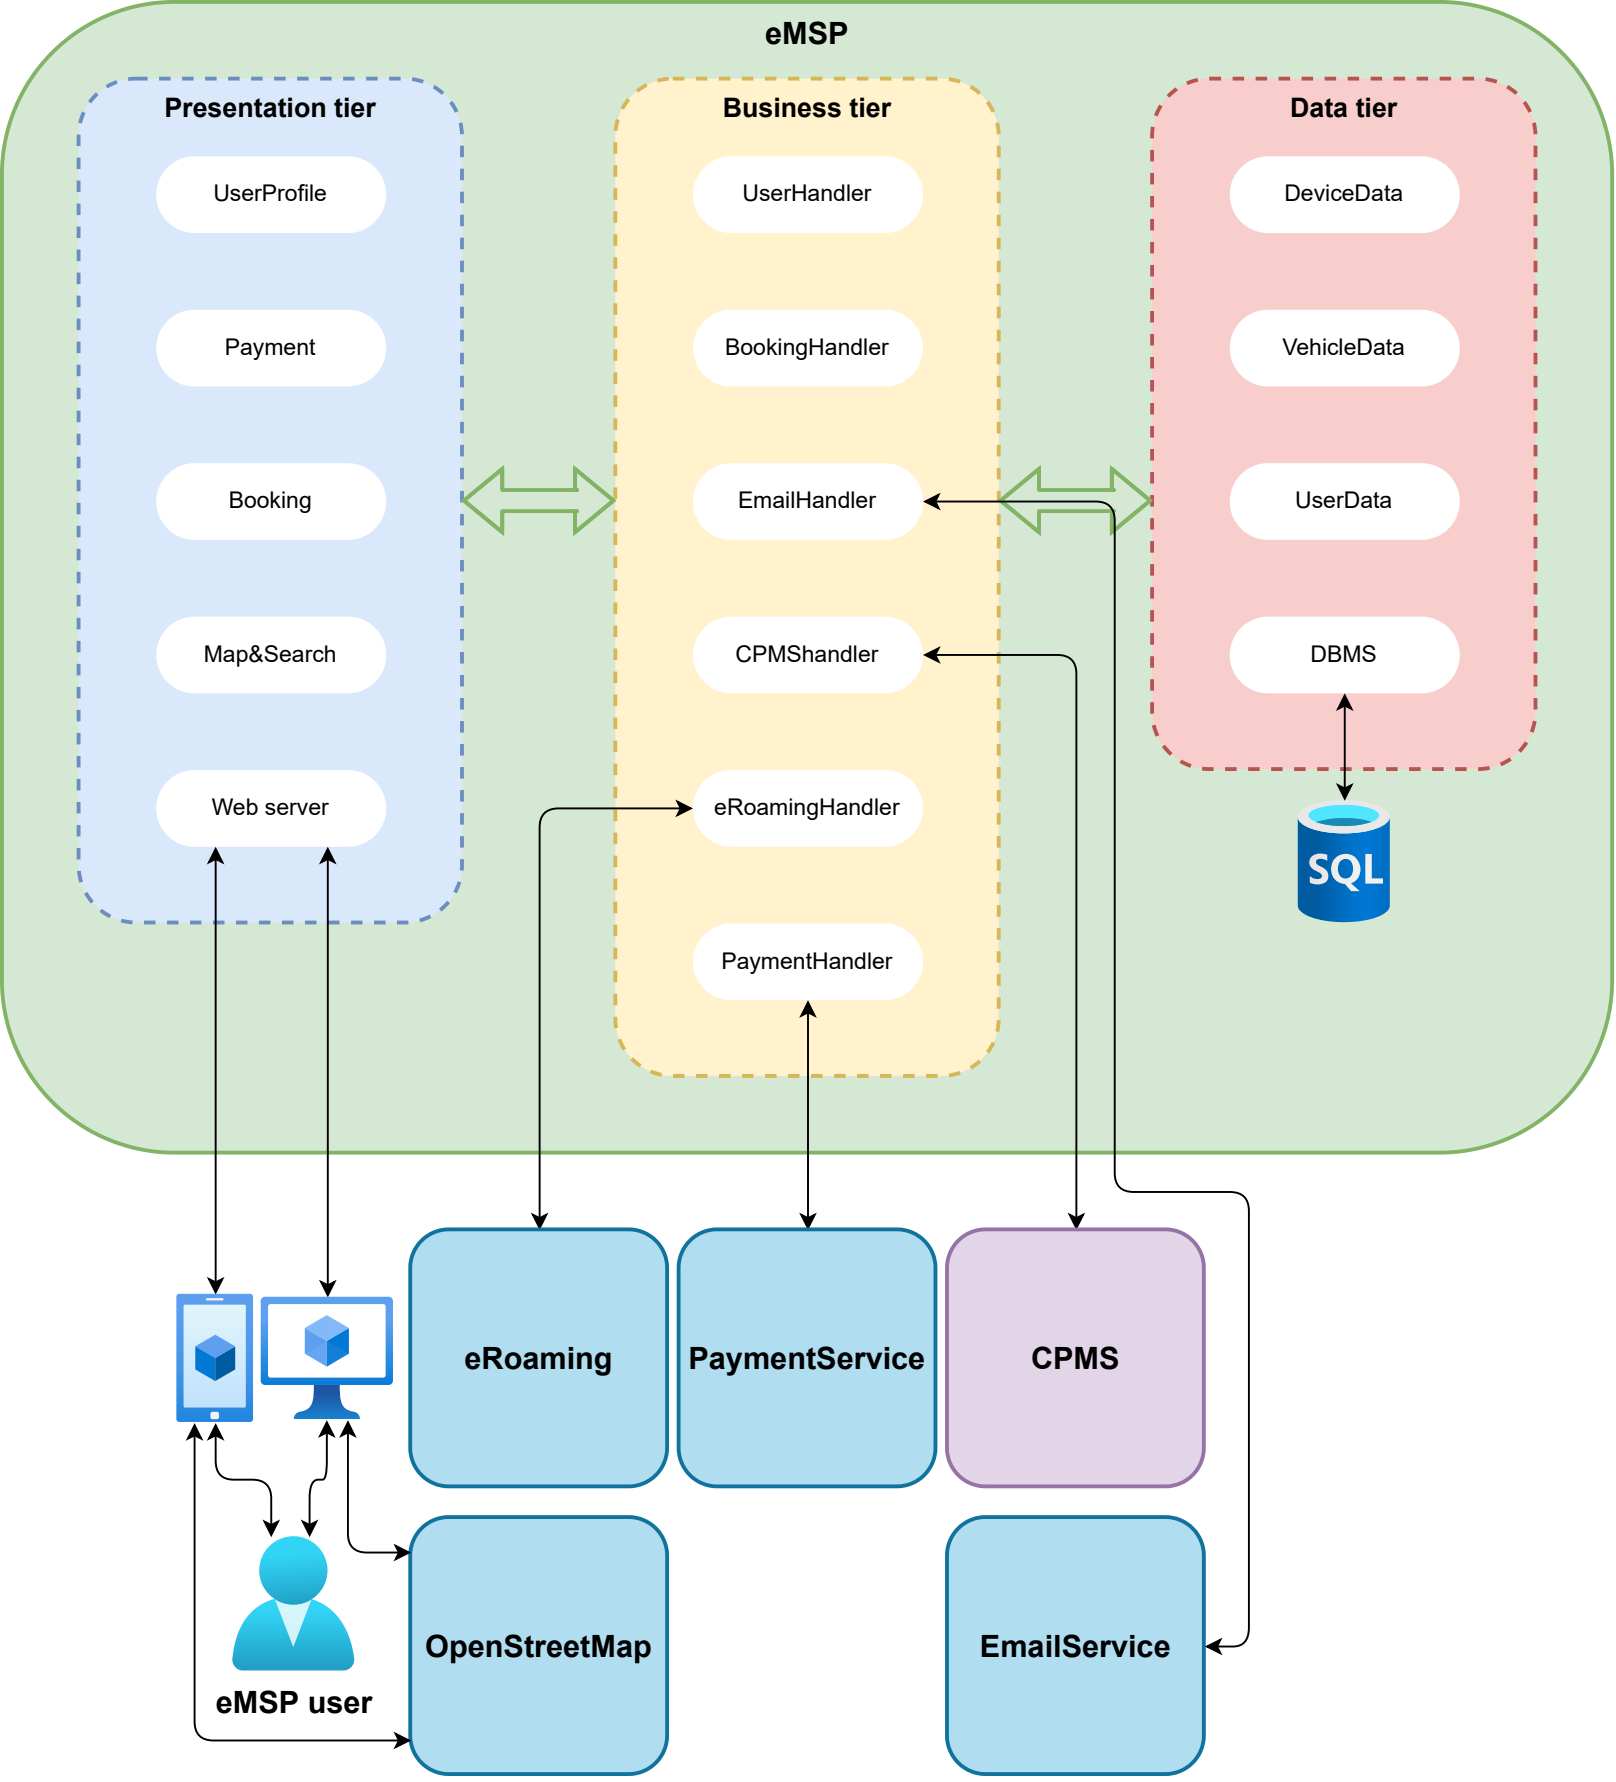 eMSP
Presentation tier
UserProfile
Payment
Booking
Map&Search
Web server
Business tier
UserHandler
BookingHandler
EmailHandler
CPMShandler
eRoamingHandler
PaymentHandler
Data tier
DeviceData
VehicleData
UserData
DBMS
SQL
eRoaming
PaymentService
CPMS
eMSP user
OpenStreetMap
EmailService